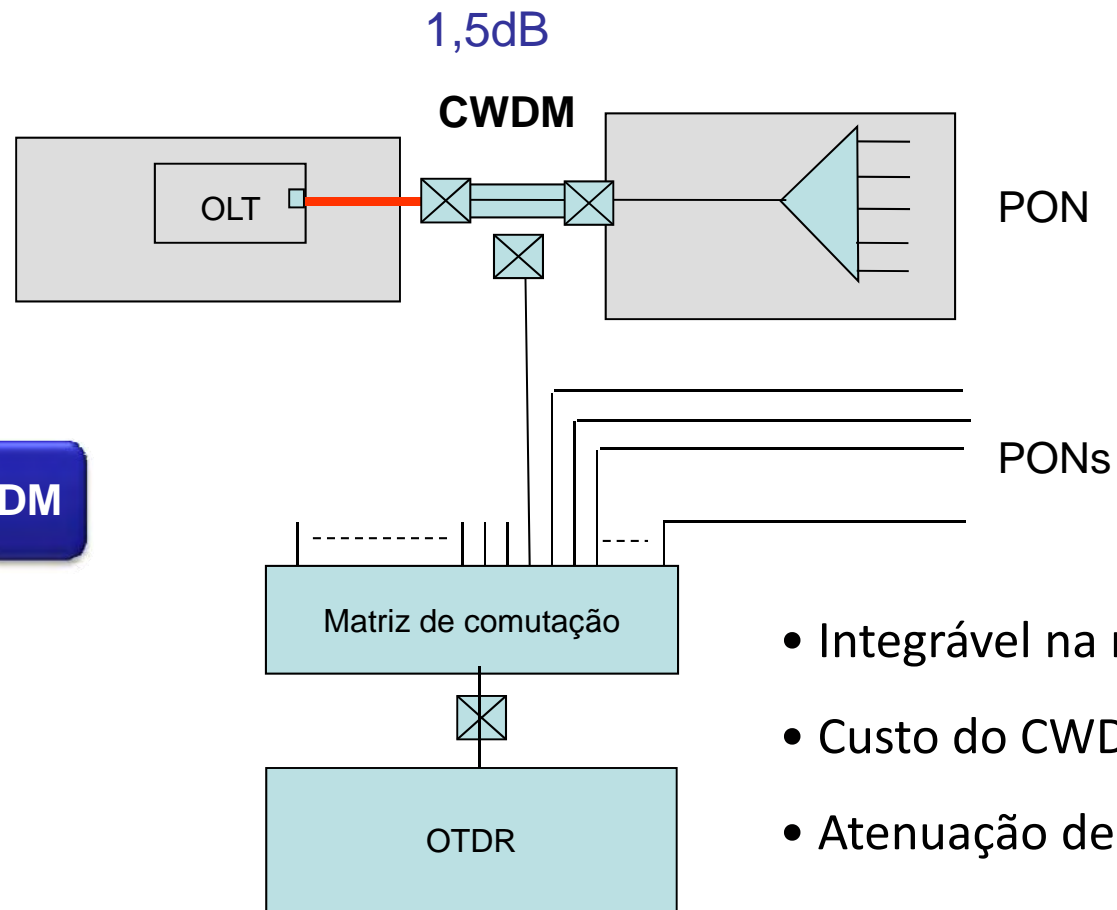 1,5dB
CWDM
OLT
PON
PONs
DM
Matriz de comutação
• Integrável na
• Custo do CWD
• Atenuação de
OTDR